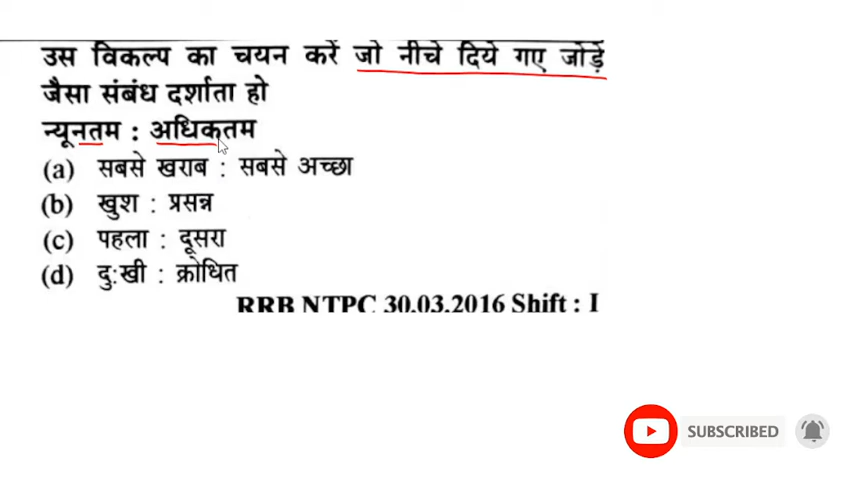 उस विकल्प का चयन करें जो नीचे दिये गए जोड़े
जैसा संबंध दर्शाता हो
न्यूनतम : अधिकतम
(a) सबसे खराब : सबसे अच्छा
(b) खुश : प्रसन्न
(c) पहला : दूसरा
(d) दुःखी : क्रोधित
RRB NTPC 30.03.2016 Shift : I
SUBSCRIBED